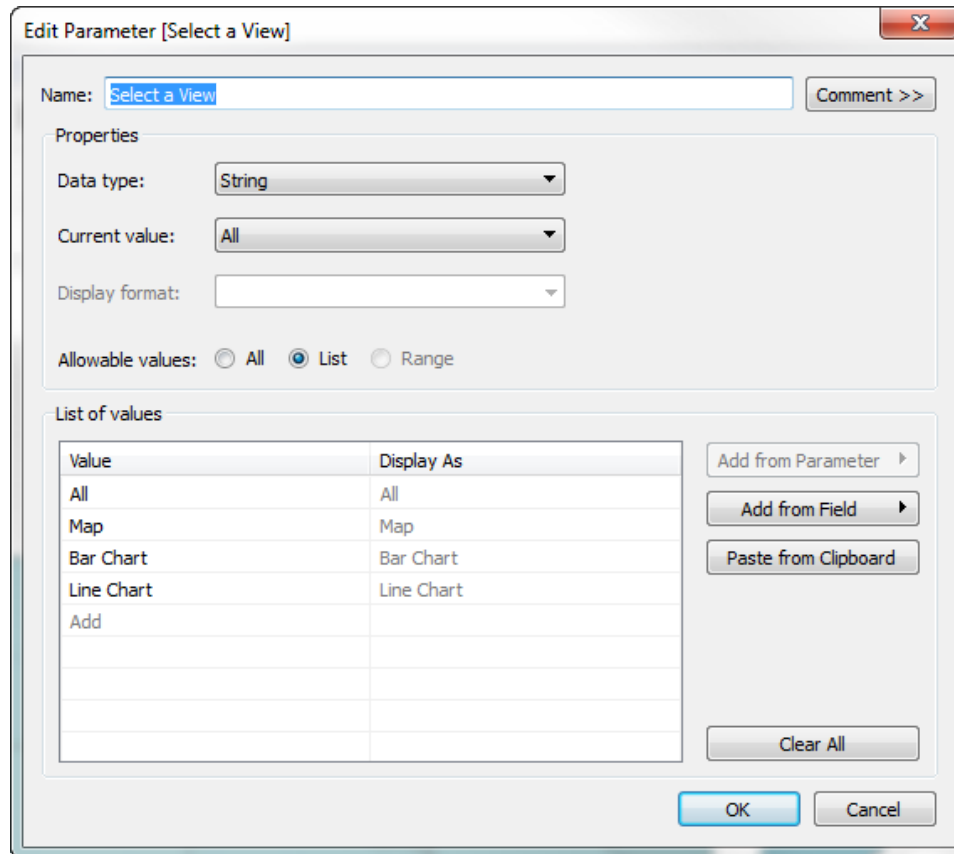 Edit Parameter [Select a View]
Name: Select a View Comment >>
Properties
Data type: String
Current value: All
Display format:
Allowable values: All List Range
List of values
Value Display As Add from Parameter
All All
Map Map Add from Field
Bar Chart Bar Chart Paste from Clipboard
Line Chart Line Chart
Add
Clear All
OK Cancel